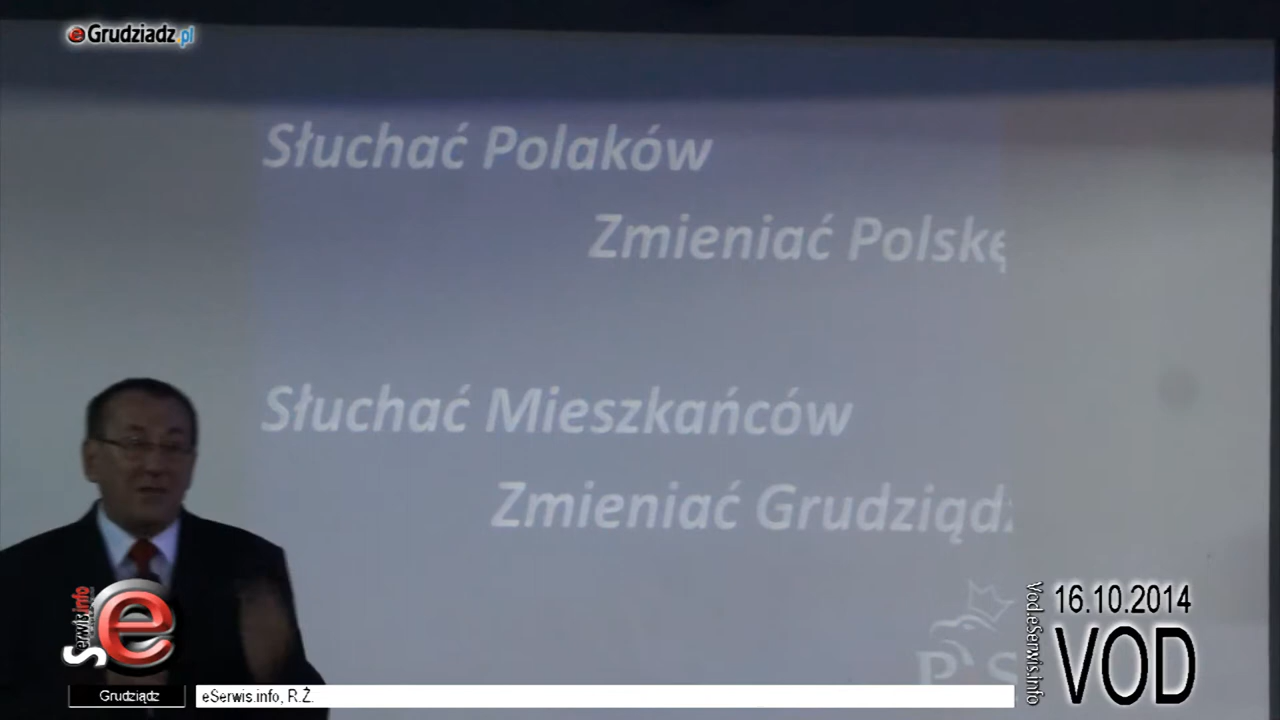 eGrudziadz.pl
Słuchać Polaków
Zmieniać Polskę
Słuchać Mieszkańców
Zmieniać Grudziądz
PiS
eSerwis.info
Vod.eSerwis.Info
16.10.2014
VOD
Grudziądz
eSerwis.info, R.Ż.